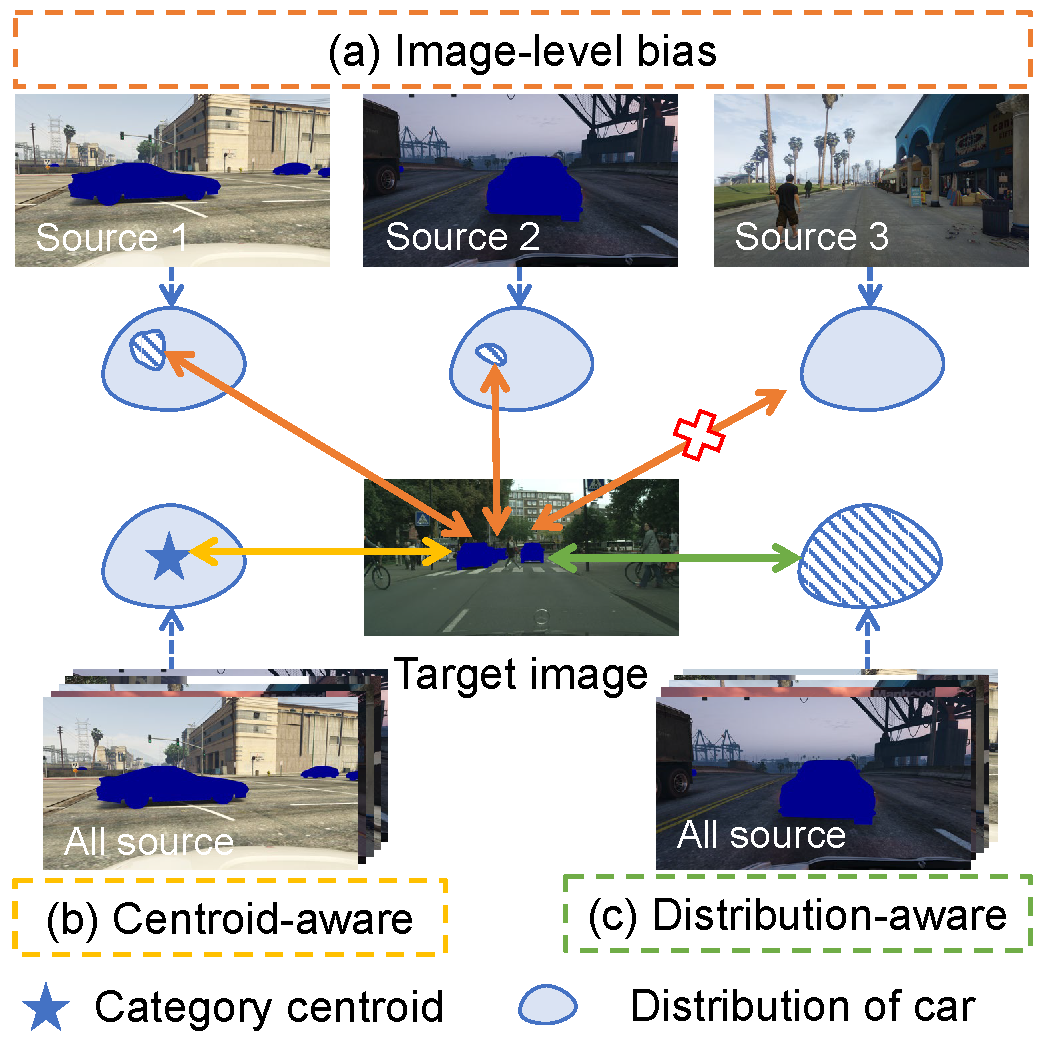 (a) Image-level bias
Source 1
Source 2
Source 3
Target image
All source
All source
(b) Centroid-aware
(c) Distribution-aware
Category centroid
Distribution of car